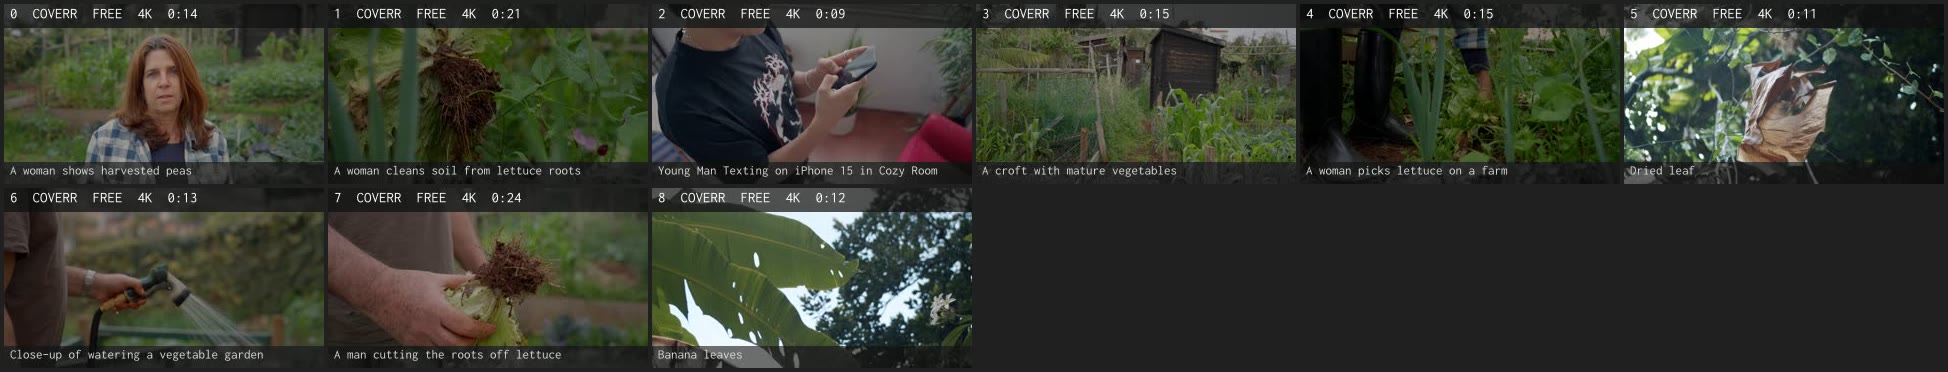 0 COVERR FREE 4K 0:14
A woman shows harvested peas
1 COVERR FREE 4K 0:21
A woman cleans soil from lettuce roots
2 COVERR FREE 4K 0:09
Young Man Texting on iPhone 15 in Cozy Room
3 COVERR FREE 4K 0:15
A croft with mature vegetables
4 COVERR FREE 4K 0:15
A woman picks lettuce on a farm
5 COVERR FREE 4K 0:11
Dried leaf
6 COVERR FREE 4K 0:13
Close-up of watering a vegetable garden
7 COVERR FREE 4K 0:24
A man cutting the roots off lettuce
8 COVERR FREE 4K 0:12
Banana leaves